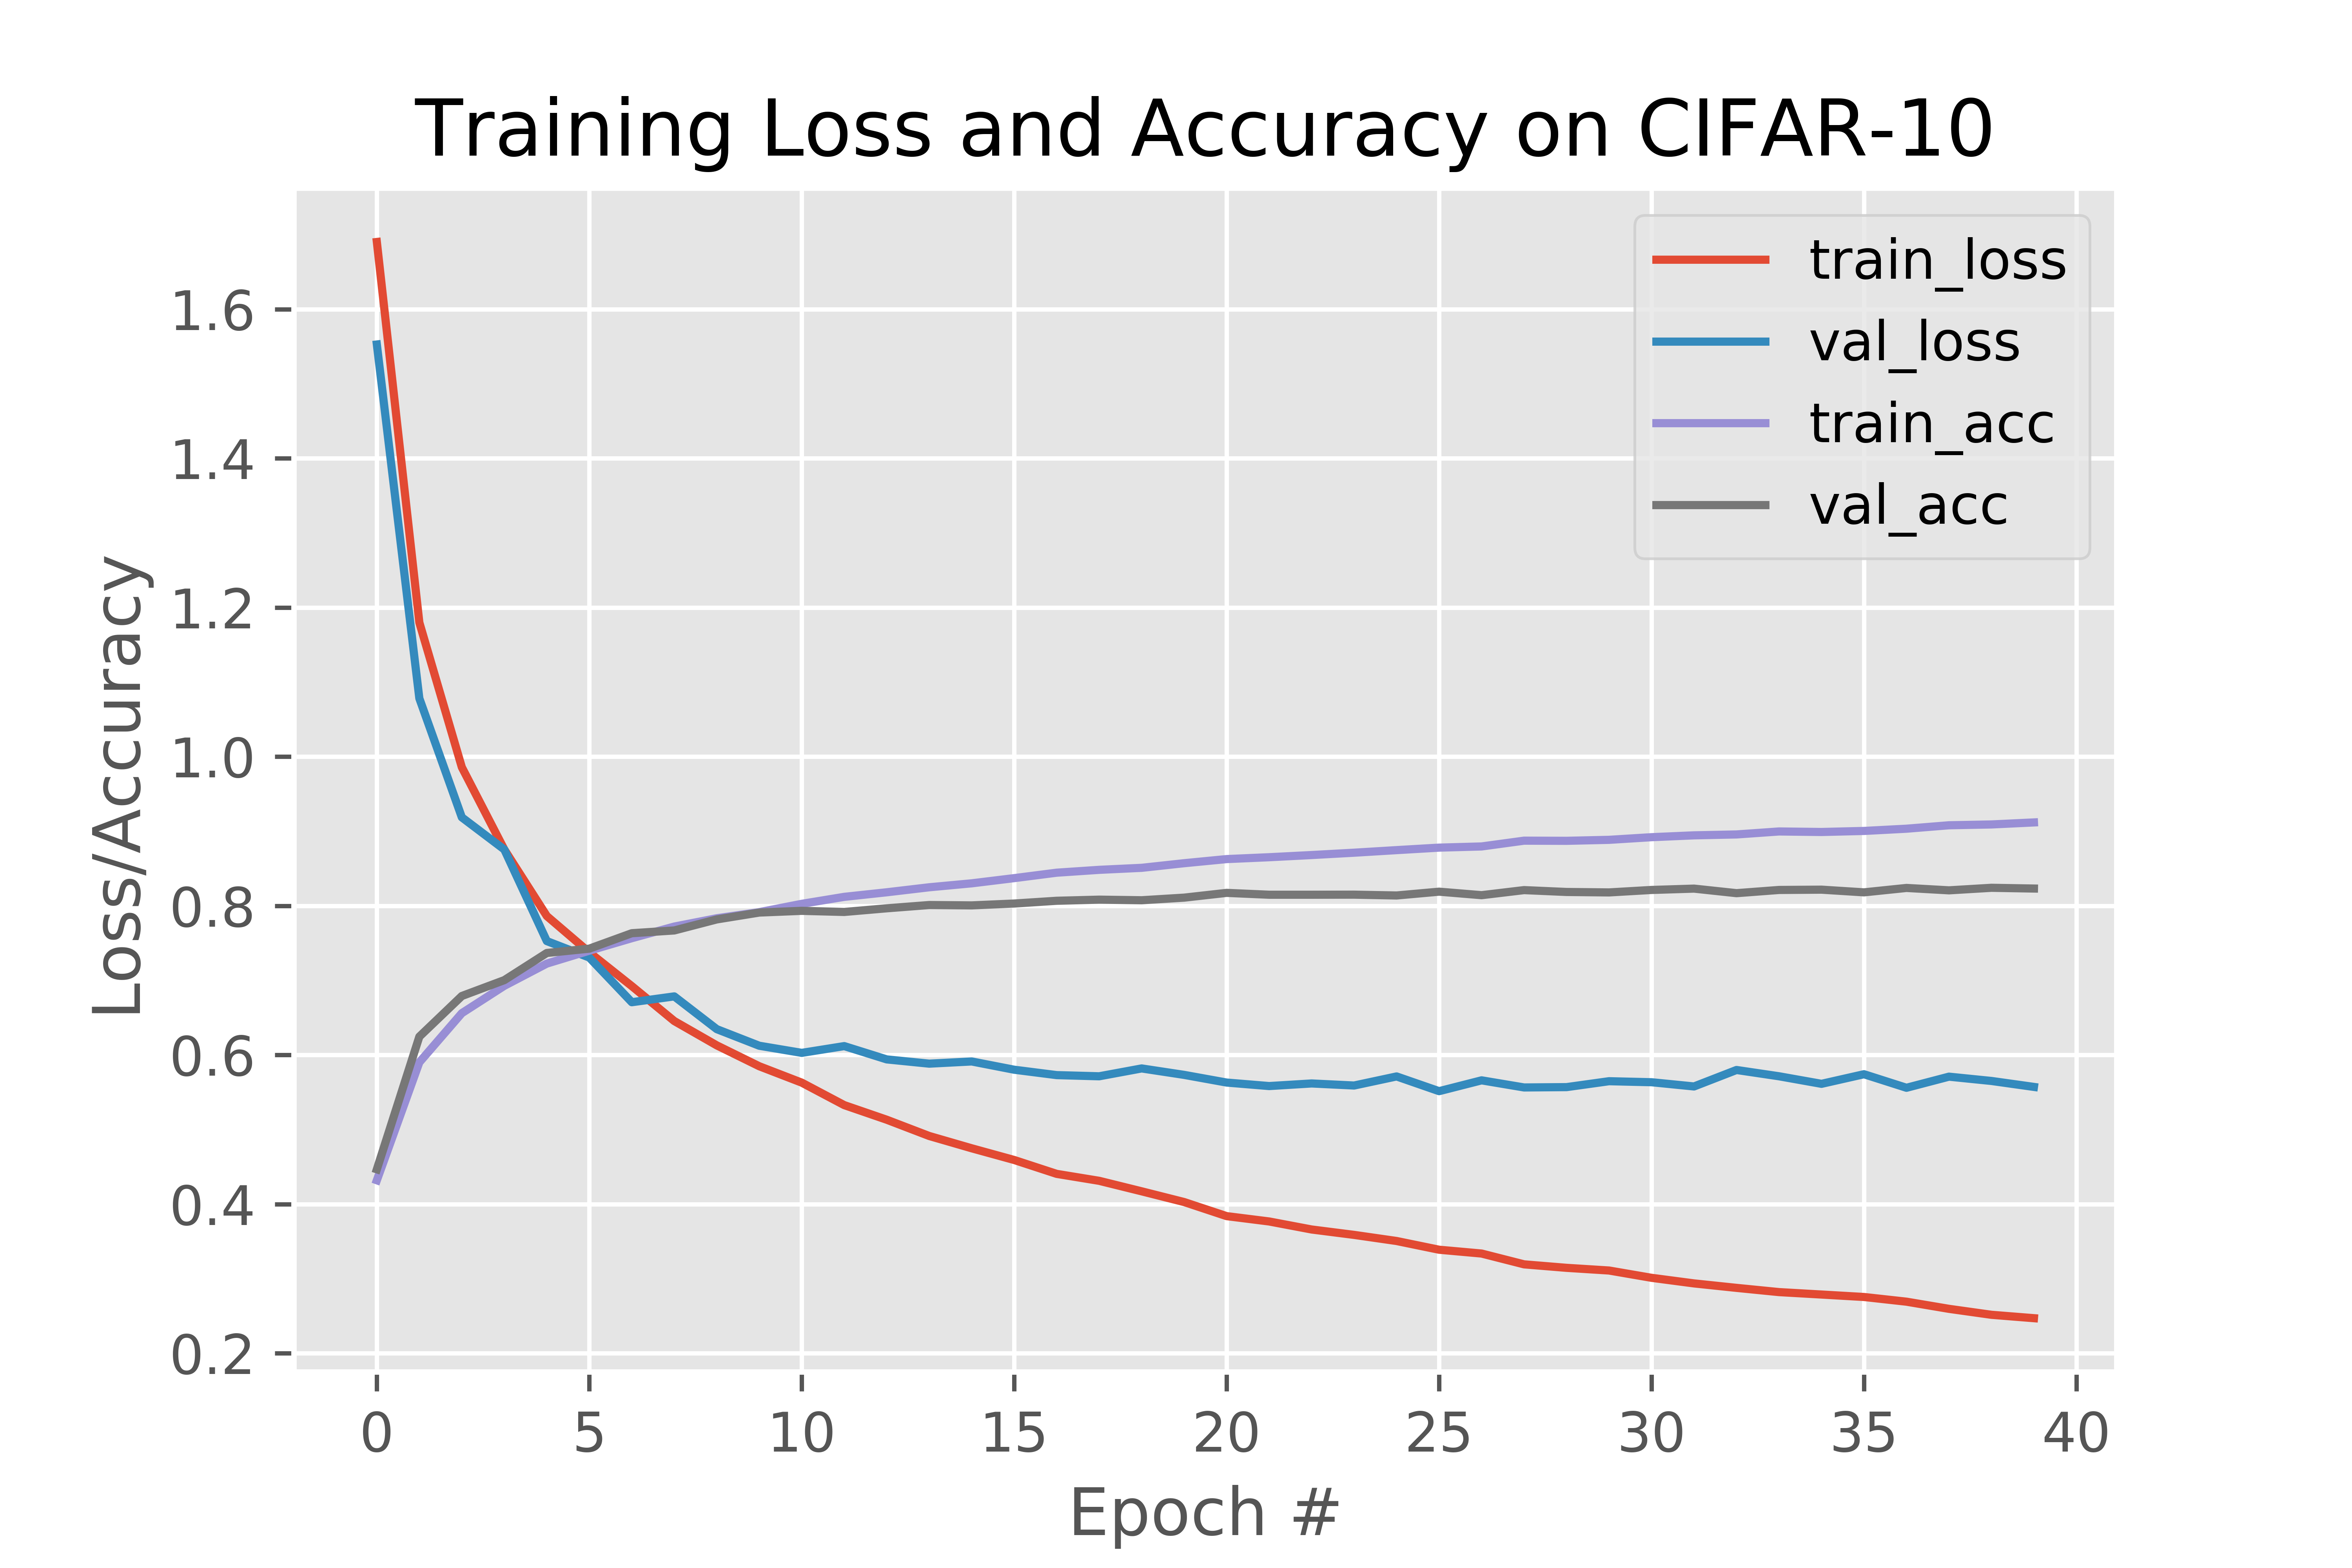 Training Loss and Accuracy on CIFAR-10
train_loss
val_loss
train_acc
val_acc
Loss/Accuracy
1.6
1.4
1.2
1.0
0.8
0.6
0.4
0.2
0 5 10 15 20 25 30 35 40
Epoch #